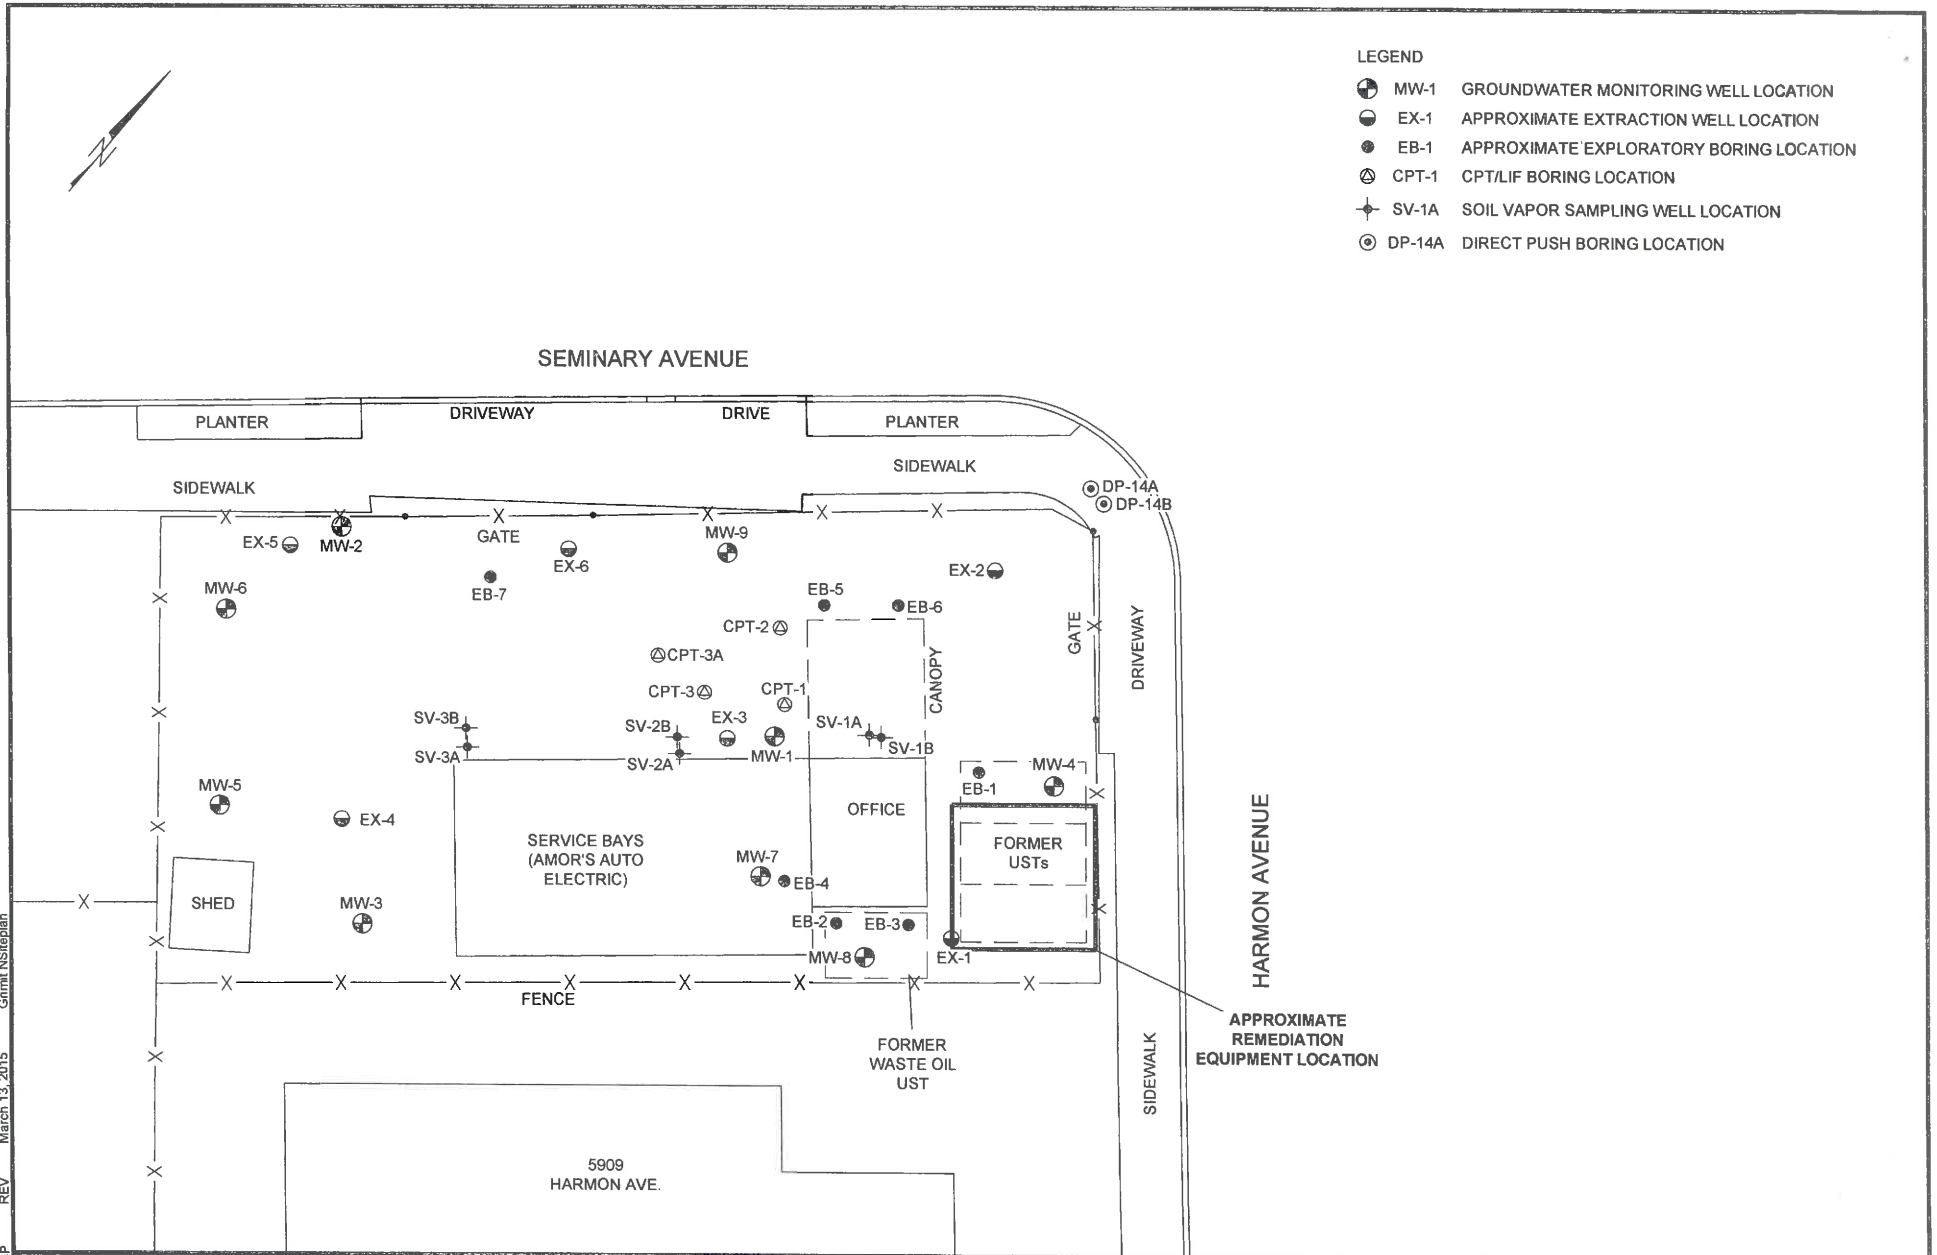 LEGEND
MW-1 GROUNDWATER MONITORING WELL LOCATION
EX-1 APPROXIMATE EXTRACTION WELL LOCATION
EB-1 APPROXIMATE EXPLORATORY BORING LOCATION
CPT-1 CPT/LIF BORING LOCATION
SV-1A SOIL VAPOR SAMPLING WELL LOCATION
DP-14A DIRECT PUSH BORING LOCATION
N
SEMINARY AVENUE
PLANTER
DRIVEWAY
DRIVE
PLANTER
SIDEWALK
SIDEWALK
DP-14A
DP-14B
EX-5
MW-2
GATE
EX-6
MW-9
EX-2
MW-6
EB-7
EB-5
EB-6
CPT-2
GATE
DRIVEWAY
CPT-3A
CANOPY
CPT-3
CPT-1
SV-3B
SV-2B
EX-3
SV-1A
SV-1B
SV-3A
SV-2A
MW-1
MW-4
EB-1
MW-5
EX-4
OFFICE
SERVICE BAYS
(AMOR'S AUTO
ELECTRIC)
FORMER
USTs
MW-7
EB-4
HARMON AVENUE
SHED
MW-3
EB-2
EB-3
MW-8
EX-1
FENCE
FORMER
WASTE OIL
UST
APPROXIMATE
REMEDIATION
EQUIPMENT LOCATION
SIDEWALK
5909
HARMON AVE.
REV March 13, 2015